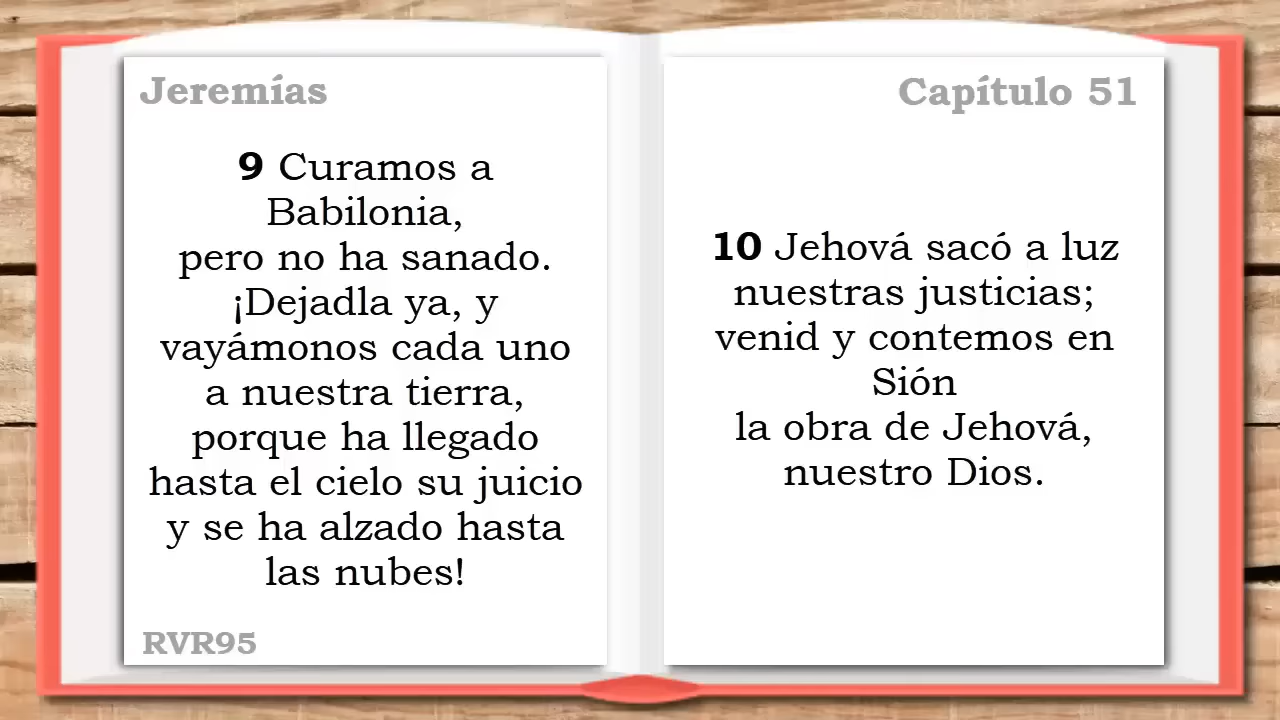 Jeremías
9 Curamos a
Babilonia,
pero no ha sanado.
¡Dejadla ya, y
vayámonos cada uno
a nuestra tierra,
porque ha llegado
hasta el cielo su juicio
y se ha alzado hasta
las nubes!
RVR95
Capítulo 51
10 Jehová sacó a luz
nuestras justicias;
venid y contemos en
Sión
la obra de Jehová,
nuestro Dios.